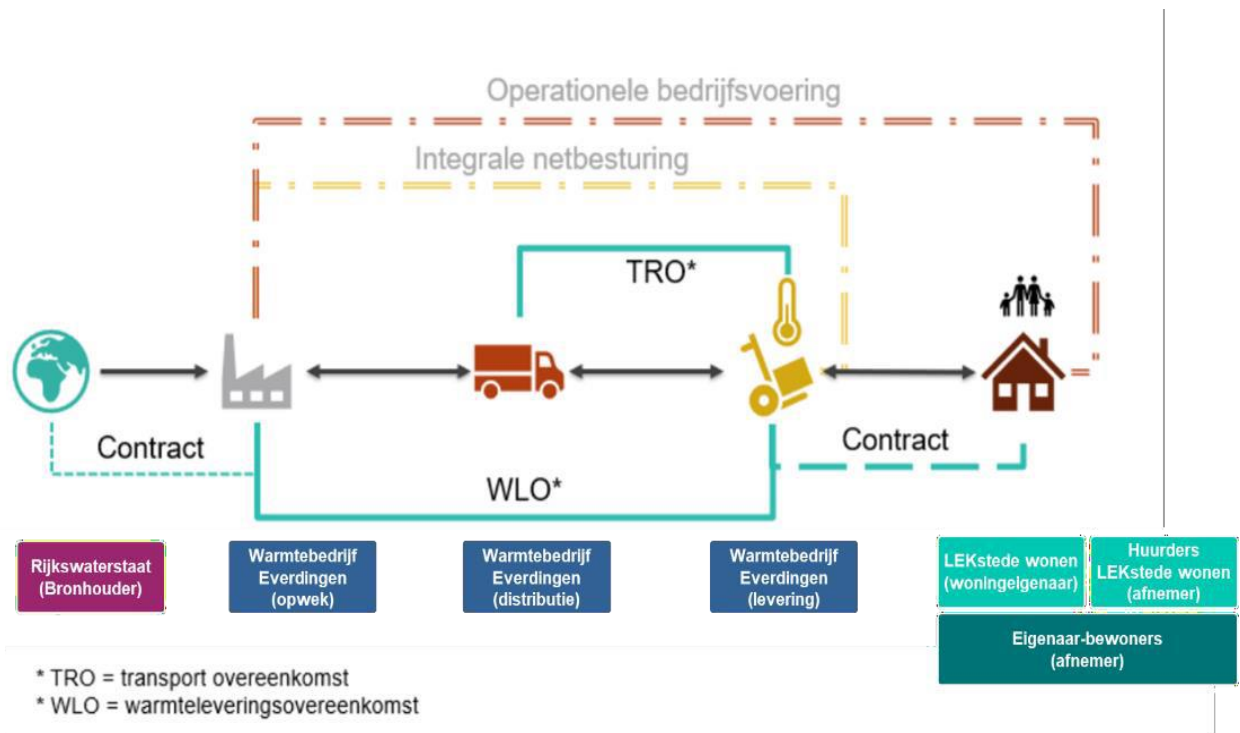 Operationele bedrijfsvoering
Integrale netbesturing
TRO*
Contract
Contract
WLO*
Rijkswaterstaat
(Bronhouder)
Warmtebedrijf
Everdingen
(opwek)
Warmtebedrijf
Everdingen
(distributie)
Warmtebedrijf
Everdingen
(levering)
LEKstede wonen
(woningeigenaar)
Huurders
LEKstede wonen
(afnemer)
Eigenaar-bewoners
(afnemer)
* TRO = transport overeenkomst
* WLO = warmteleveringsovereenkomst